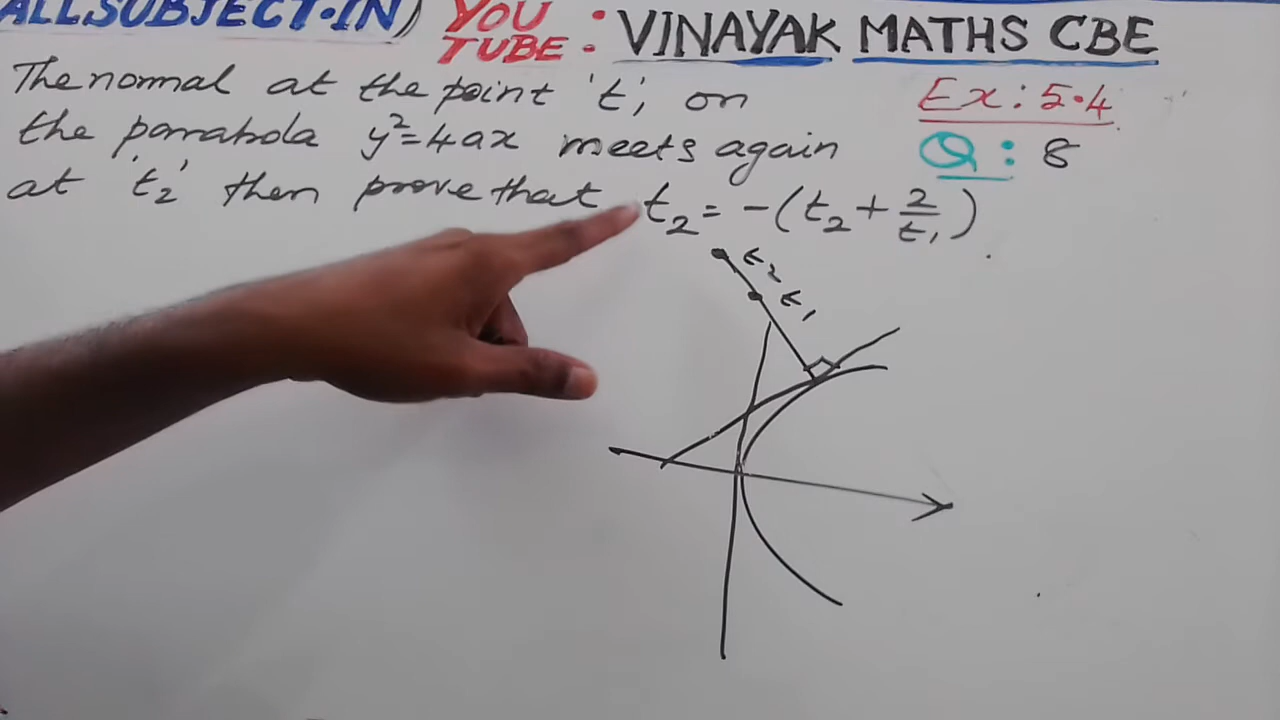 ALLSUBJECT.IN) YOU TUBE : VINAYAK MATHS CBE
The normal at the point 't₁ on
the parrabola y²=4ax meets again
at 't₂' then prove that t₂ = -(t₂ + 2/t₁)
Ex: 5.4
Q: 8
t₂
t₁